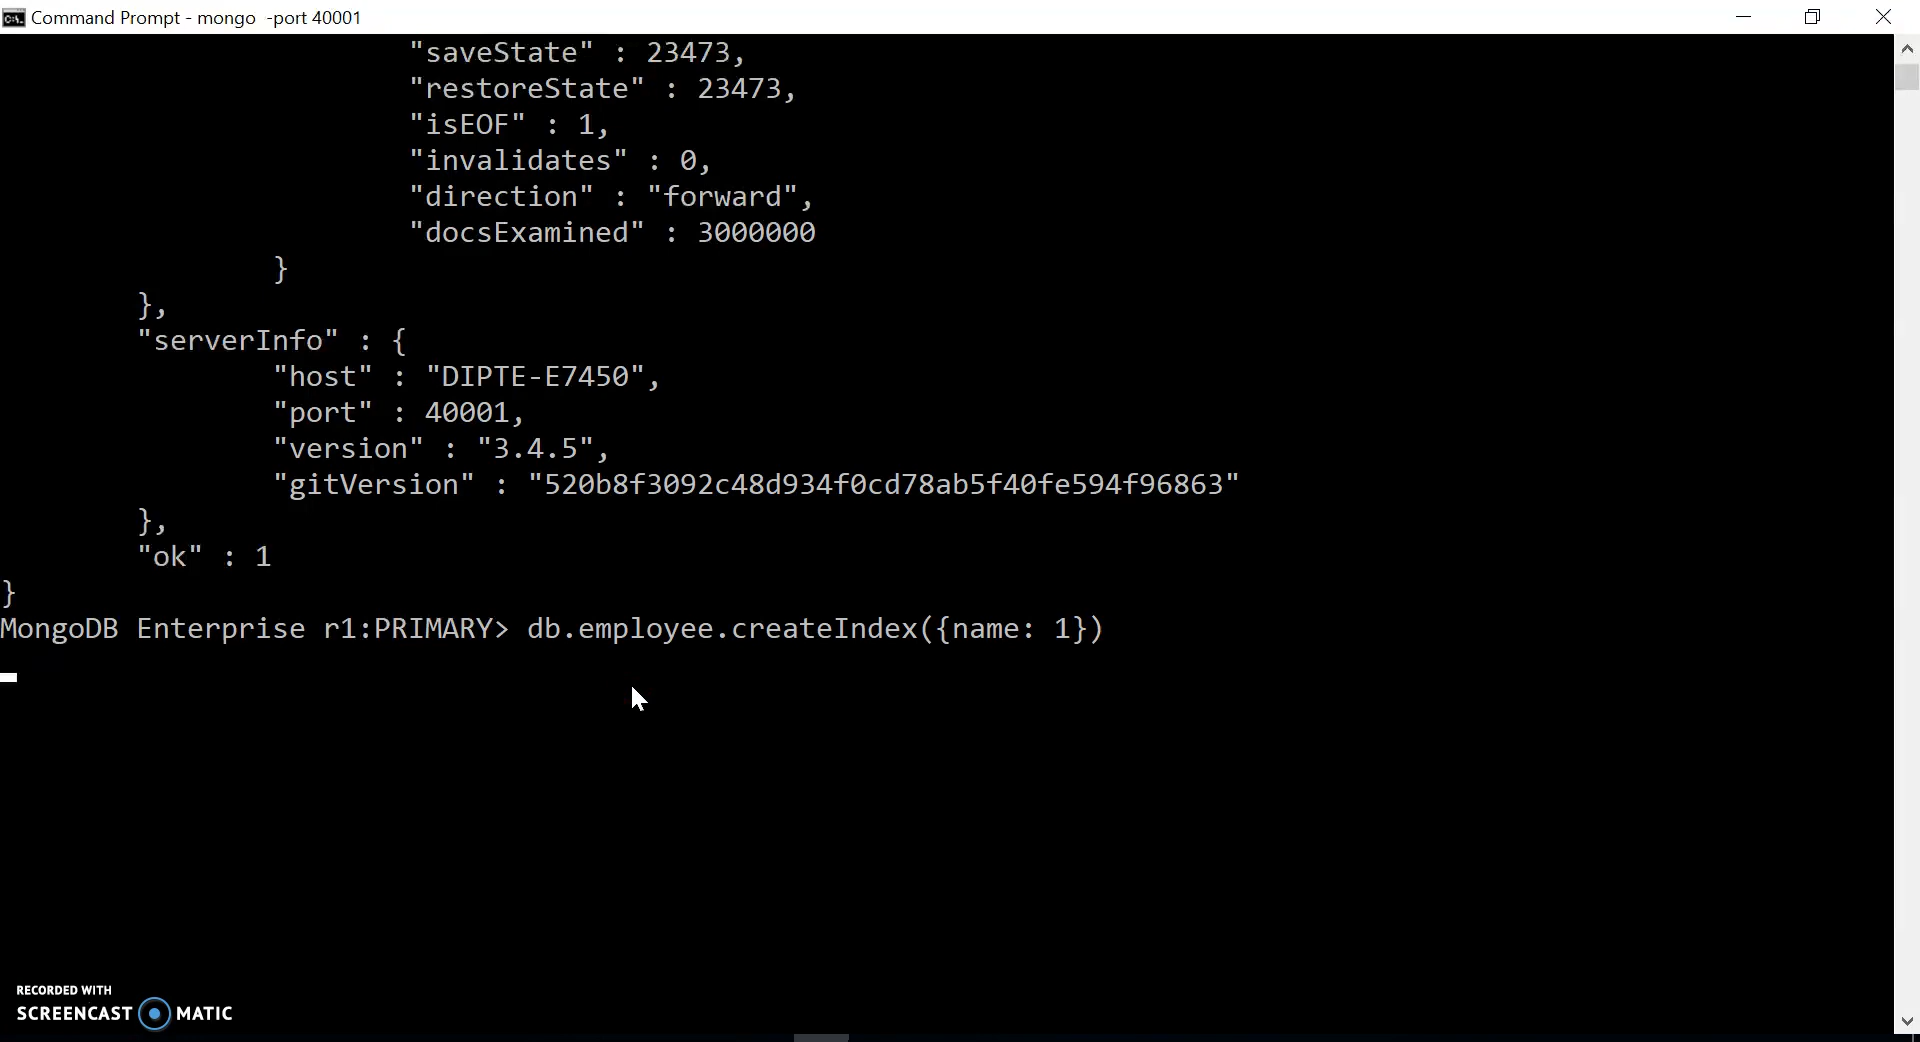 Command Prompt - mongo  -port 40001
"saveState" : 23473,
"restoreState" : 23473,
"isEOF" : 1,
"invalidates" : 0,
"direction" : "forward",
"docsExamined" : 3000000
}
},
"serverInfo" : {
"host" : "DIPTE-E7450",
"port" : 40001,
"version" : "3.4.5",
"gitVersion" : "520b8f3092c48d934f0cd78ab5f40fe594f96863"
},
"ok" : 1
}
MongoDB Enterprise r1:PRIMARY> db.employee.createIndex({name: 1})
RECORDED WITH
SCREENCAST MATIC